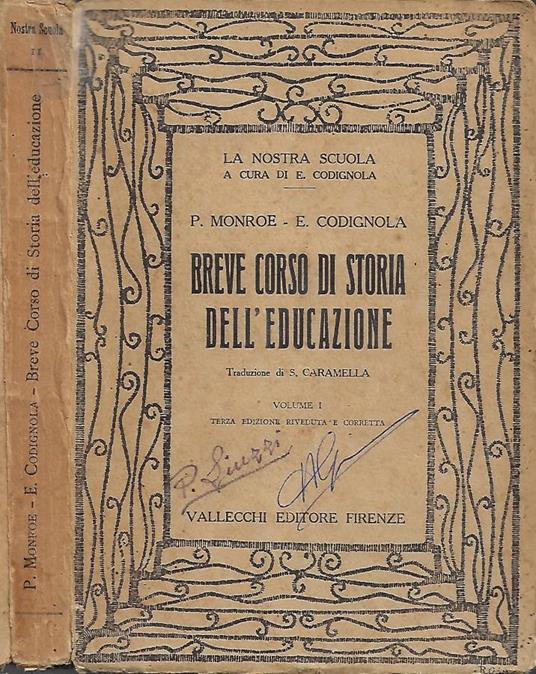 Nostra Scuola
II
P. MONROE - E. CODIGNOLA - Breve Corso di Storia dell'educazione
LA NOSTRA SCUOLA
A CURA DI E. CODIGNOLA
P. MONROE - E. CODIGNOLA
BREVE CORSO DI STORIA
DELL'EDUCAZIONE
Traduzione di S. CARAMELLA
VOLUME I
TERZA EDIZIONE RIVEDUTA E CORRETTA
P. Liuzzi
VALLECCHI EDITORE FIRENZE